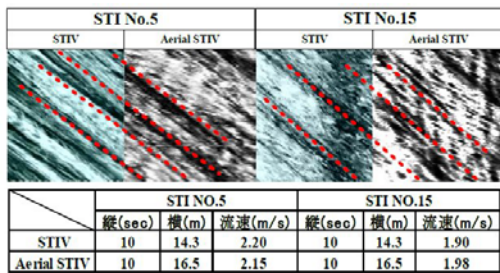 STI No.5 STI No.15
STIV Aerial STIV STIV Aerial STIV
STI NO.5 STI NO.15
縦(sec) 横(m) 流速(m/s) 縦(sec) 横(m) 流速(m/s)
STIV 10 14.3 2.20 10 14.3 1.90
Aerial STIV 10 16.5 2.15 10 16.5 1.98